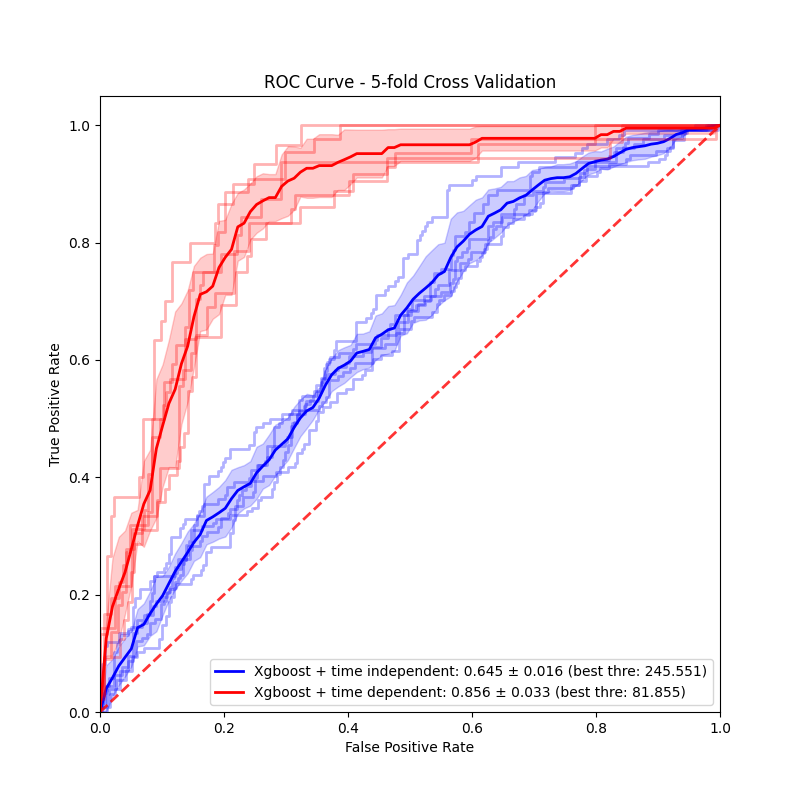 ROC Curve - 5-fold Cross Validation
True Positive Rate
1.0
0.8
0.6
0.4
0.2
0.0
Xgboost + time independent: 0.645 ± 0.016 (best thre: 245.551)
Xgboost + time dependent: 0.856 ± 0.033 (best thre: 81.855)
0.0 0.2 0.4 0.6 0.8 1.0
False Positive Rate